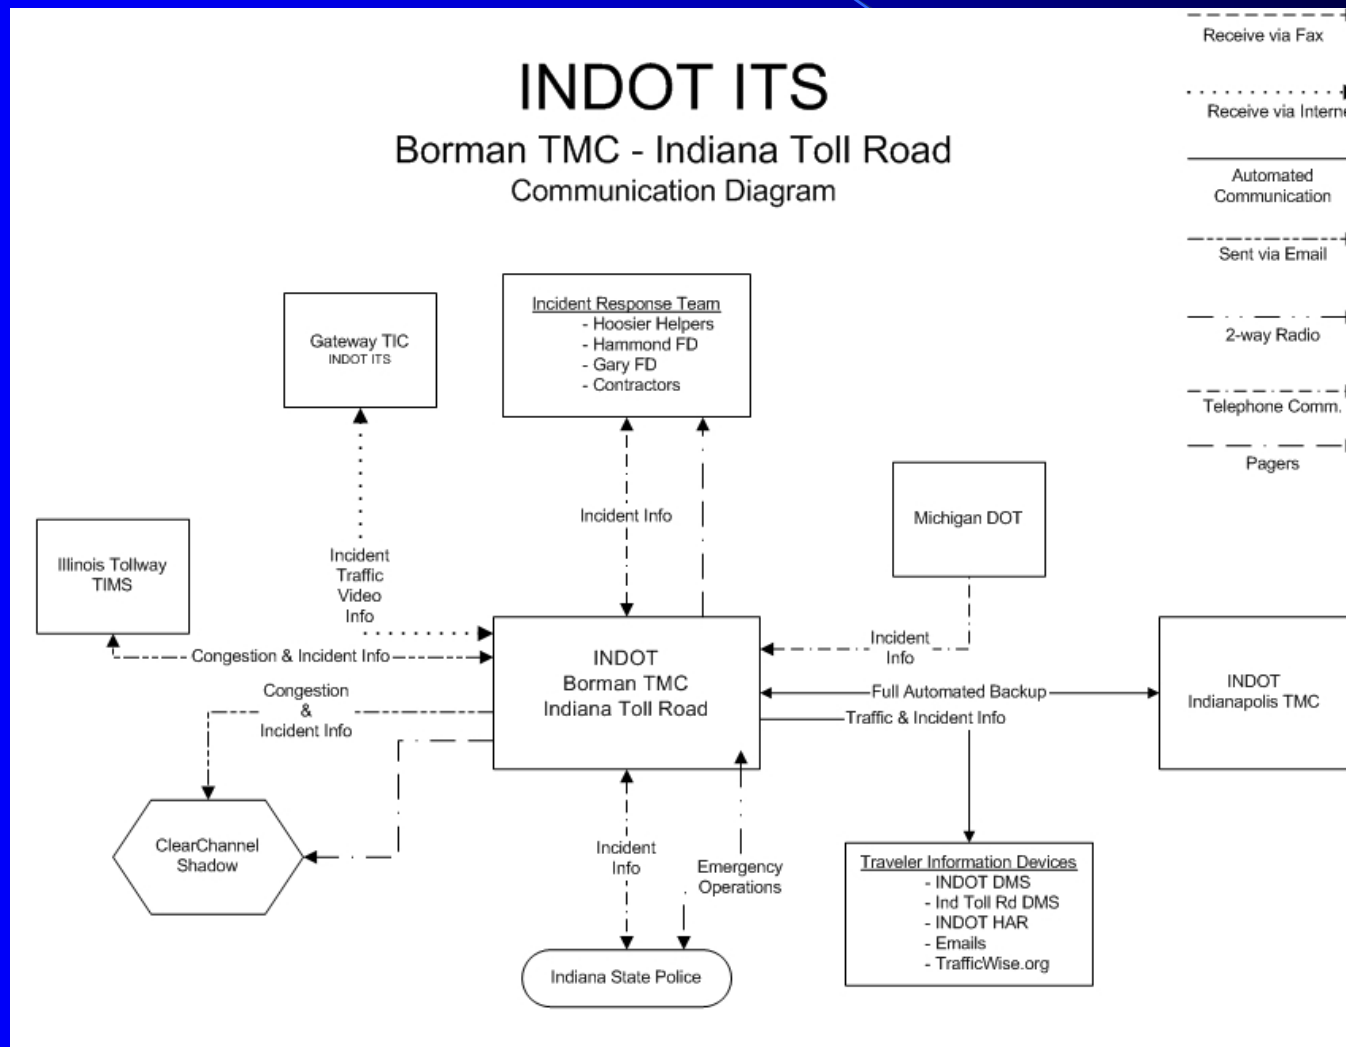 INDOT ITS
Borman TMC - Indiana Toll Road
Communication Diagram
Receive via Fax
Receive via Interne
Automated
Communication
Sent via Email
2-way Radio
Telephone Comm.
Pagers
Gateway TIC
INDOT ITS
Incident Response Team
- Hoosier Helpers
- Hammond FD
- Gary FD
- Contractors
Michigan DOT
Illinois Tollway
TIMS
Incident
Traffic
Video
Info
Incident Info
Congestion & Incident Info
INDOT
Borman TMC
Indiana Toll Road
Incident
Info
Full Automated Backup
Traffic & Incident Info
INDOT
Indianapolis TMC
Congestion
&
Incident Info
ClearChannel
Shadow
Incident
Info
Emergency
Operations
Indiana State Police
Traveler Information Devices
- INDOT DMS
- Ind Toll Rd DMS
- INDOT HAR
- Emails
- TrafficWise.org